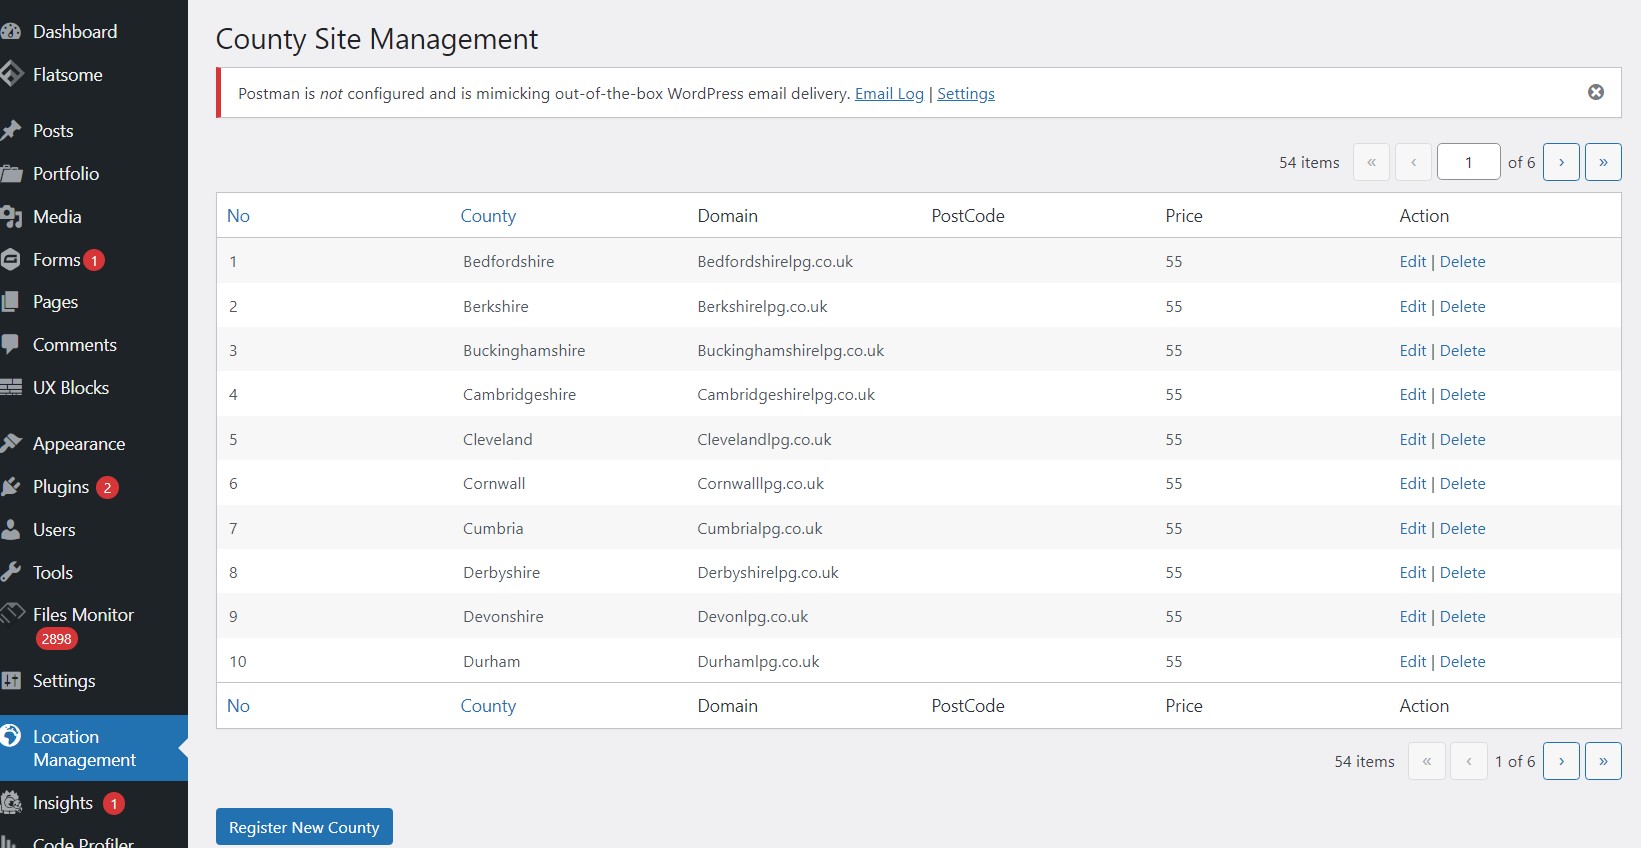 Dashboard
Flatsome
Posts
Portfolio
Media
Forms 1
Pages
Comments
UX Blocks
Appearance
Plugins 2
Users
Tools
Files Monitor
2898
Settings
Location
Management
Insights 1
Code Profiler
County Site Management
Postman is not configured and is mimicking out-of-the-box WordPress email delivery. Email Log | Settings
54 items « ‹ 1 of 6 › »
No County Domain PostCode Price Action
1 Bedfordshire Bedfordshirelpg.co.uk 55 Edit | Delete
2 Berkshire Berkshirelpg.co.uk 55 Edit | Delete
3 Buckinghamshire Buckinghamshirelpg.co.uk 55 Edit | Delete
4 Cambridgeshire Cambridgeshirelpg.co.uk 55 Edit | Delete
5 Cleveland Clevelandlpg.co.uk 55 Edit | Delete
6 Cornwall Cornwalllpg.co.uk 55 Edit | Delete
7 Cumbria Cumbrialpg.co.uk 55 Edit | Delete
8 Derbyshire Derbyshirelpg.co.uk 55 Edit | Delete
9 Devonshire Devonlpg.co.uk 55 Edit | Delete
10 Durham Durhamlpg.co.uk 55 Edit | Delete
No County Domain PostCode Price Action
54 items « ‹ 1 of 6 › »
Register New County